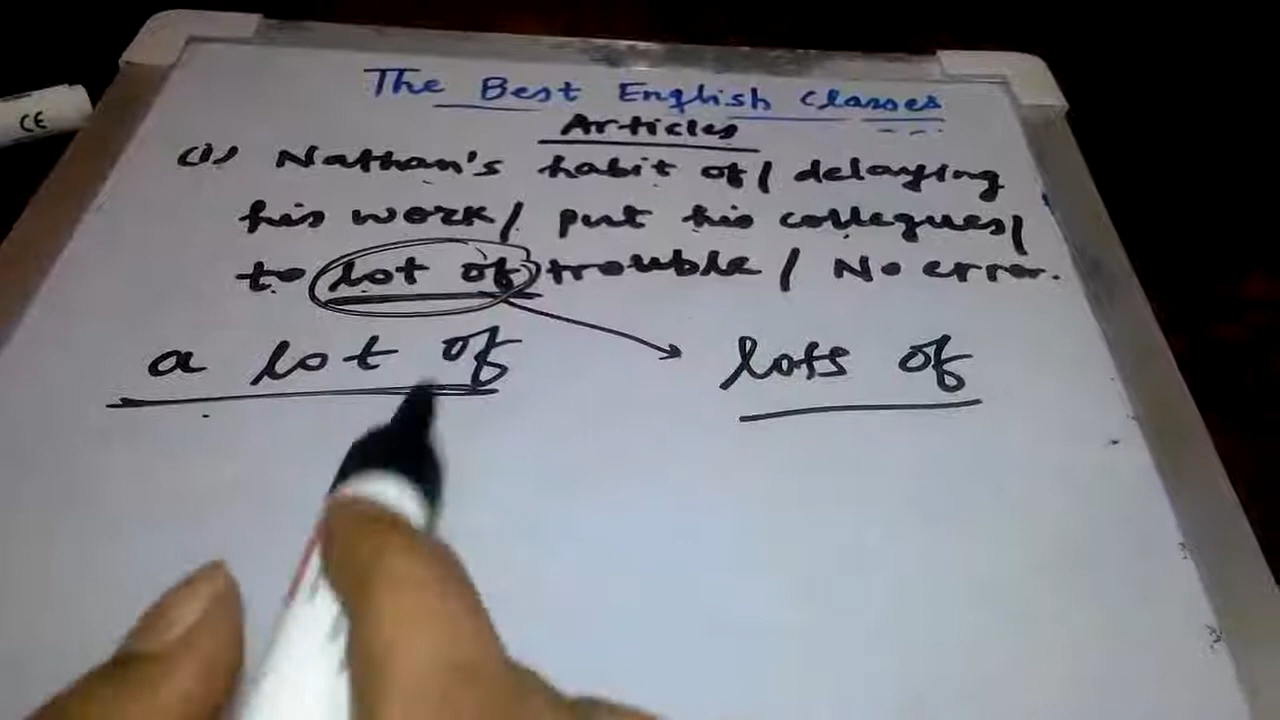 The Best English Classes
Articles
(i) Nathan's habit of / delaying
his work / put his collegues /
to lot of trouble / No error.
a lot of lots of
CE